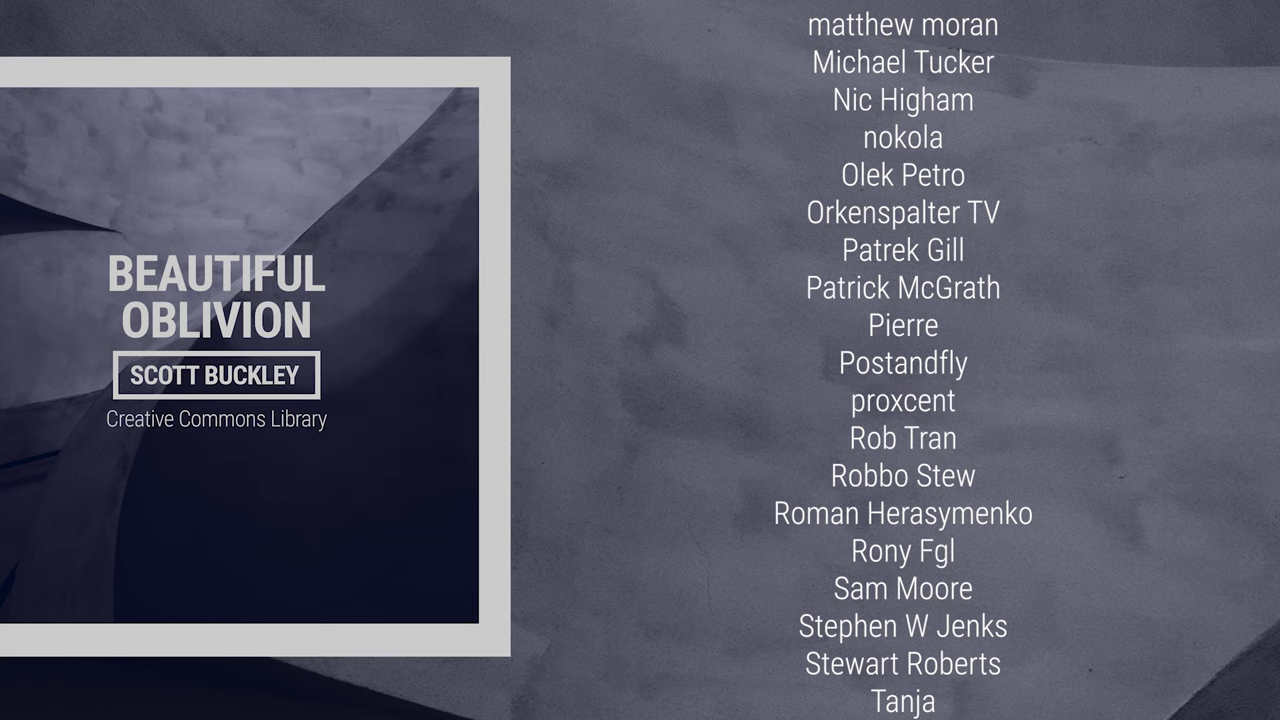 BEAUTIFUL
OBLIVION
SCOTT BUCKLEY
Creative Commons Library
matthew moran
Michael Tucker
Nic Higham
nokola
Olek Petro
Orkenspalter TV
Patrek Gill
Patrick McGrath
Pierre
Postandfly
proxcent
Rob Tran
Robbo Stew
Roman Herasymenko
Rony Fgl
Sam Moore
Stephen W Jenks
Stewart Roberts
Tanja